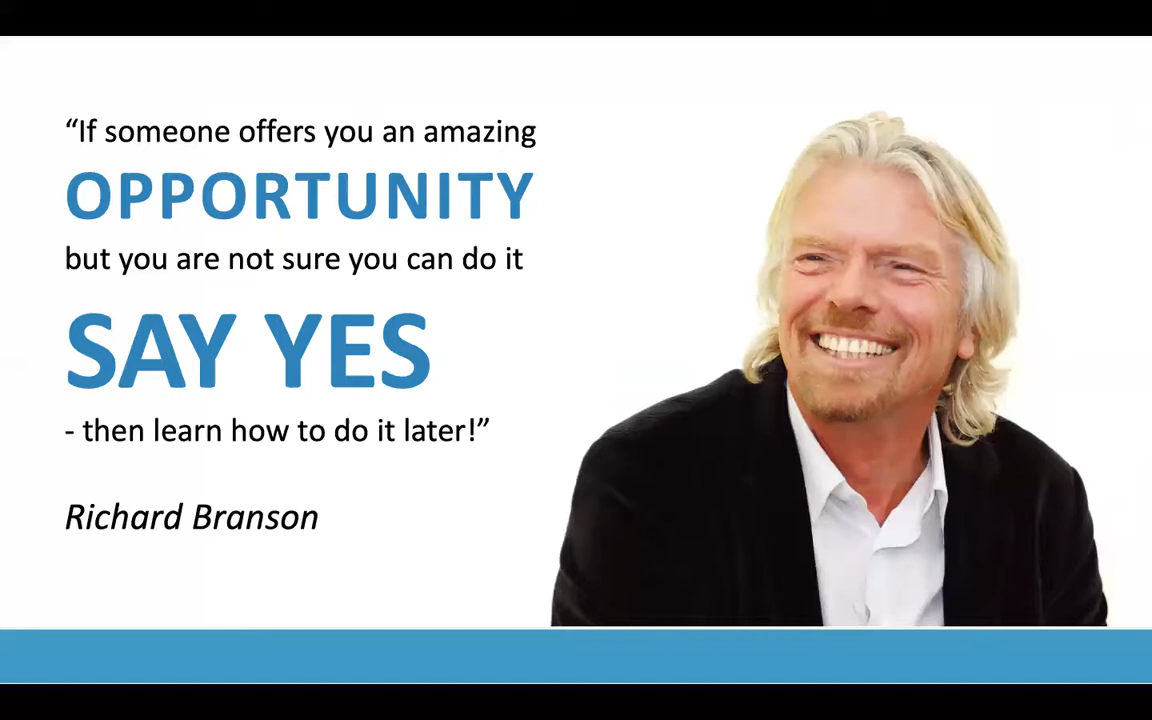 “If someone offers you an amazing
OPPORTUNITY
but you are not sure you can do it
SAY YES
- then learn how to do it later!”
Richard Branson